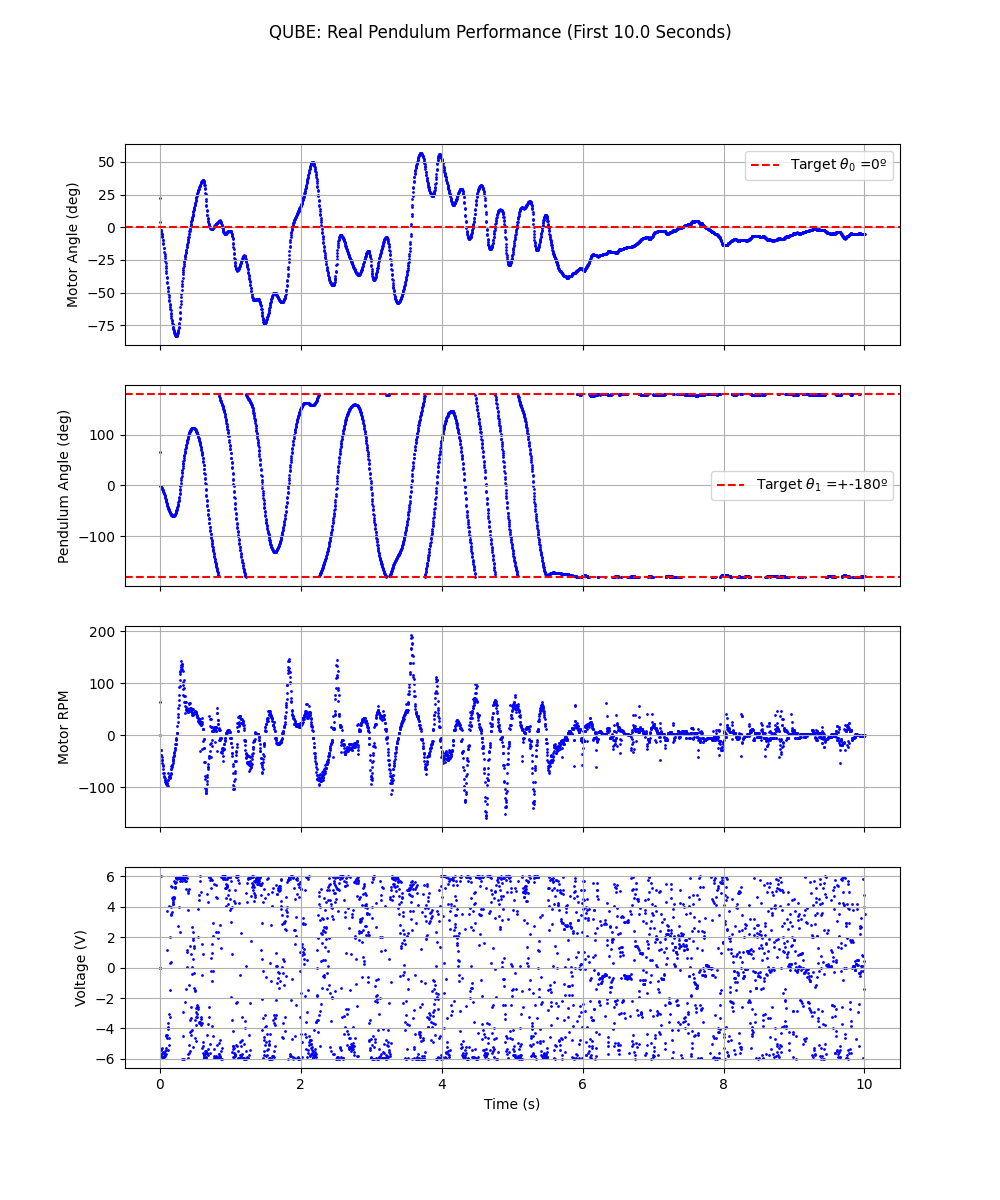 QUBE: Real Pendulum Performance (First 10.0 Seconds)
Motor Angle (deg)
50
25
0
−25
−50
−75
Target θ0 =0º
Pendulum Angle (deg)
100
0
−100
Target θ1 =+-180º
Motor RPM
200
100
0
−100
Voltage (V)
6
4
2
0
−2
−4
−6
0 2 4 6 8 10
Time (s)